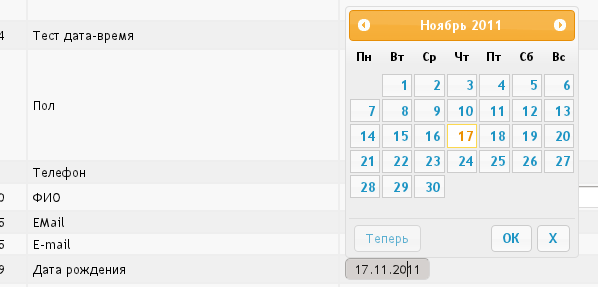 4 Тест дата-время
Пол
Телефон
0 ФИО
5 EMail
5 E-mail
9 Дата рождения
Ноябрь 2011
Пн Вт Ср Чт Пт Сб Вс
1 2 3 4 5 6
7 8 9 10 11 12 13
14 15 16 17 18 19 20
21 22 23 24 25 26 27
28 29 30
Теперь OK X
17.11.2011